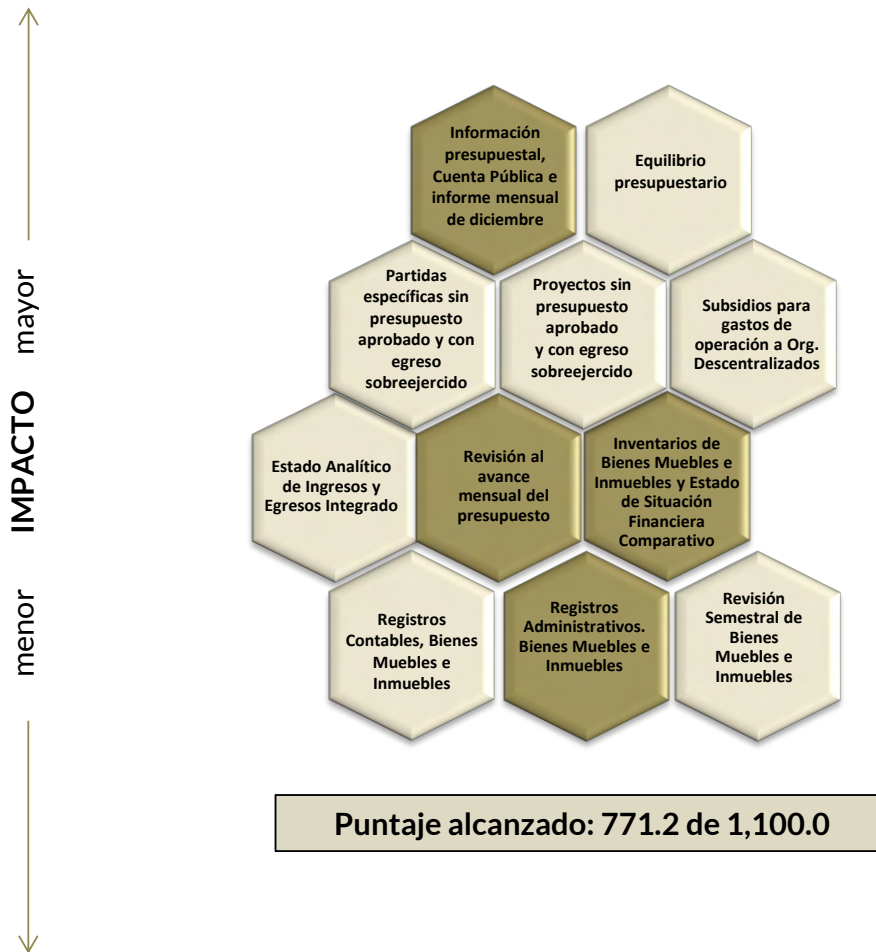 Información
presupuestal,
Cuenta Pública e
informe mensual
de diciembre
Equilibrio
presupuestario
Partidas
específicas sin
presupuesto
aprobado y con
egreso
sobreejercido
Proyectos sin
presupuesto
aprobado
y con egreso
sobreejercido
Subsidios para
gastos de
operación a Org.
Descentralizados
Estado Analítico
de Ingresos y
Egresos Integrado
Revisión al
avance
mensual del
presupuesto
Inventarios de
Bienes Muebles e
Inmuebles y Estado
de Situación
Financiera
Comparativo
Registros
Contables, Bienes
Muebles e
Inmuebles
Registros
Administrativos.
Bienes Muebles e
Inmuebles
Revisión
Semestral de
Bienes
Muebles e
Inmuebles
menor IMPACTO mayor
Puntaje alcanzado: 771.2 de 1,100.0